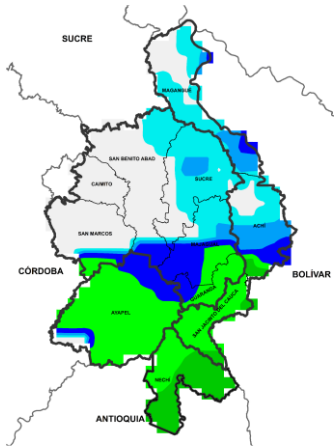 SUCRE
MAGANGUÉ
SAN BENITO ABAD
CAIMITO
SUCRE
ACHÍ
SAN MARCOS
CÓRDOBA
BOLÍVAR
GUARANDA
SAN JACINTO DEL CAUCA
AYAPEL
NECHÍ
ANTIOQUIA